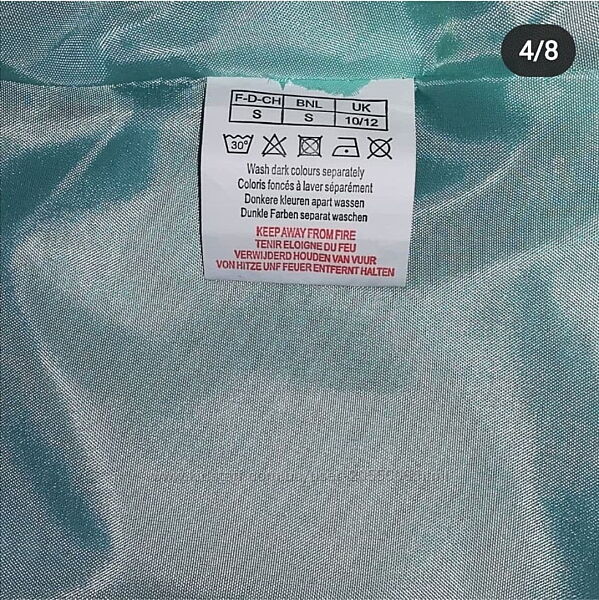 4/8
F-D-CH BNL UK
S S 10/12
30°
Wash dark colours separately
Coloris foncés à laver séparément
Donkere kleuren apart wassen
Dunkle Farben separat waschen
KEEP AWAY FROM FIRE
TENIR ELOIGNE DU FEU
VERWIJDERD HOUDEN VAN VUUR
VON HITZE UNF FEUER ENTFERNT HALTEN